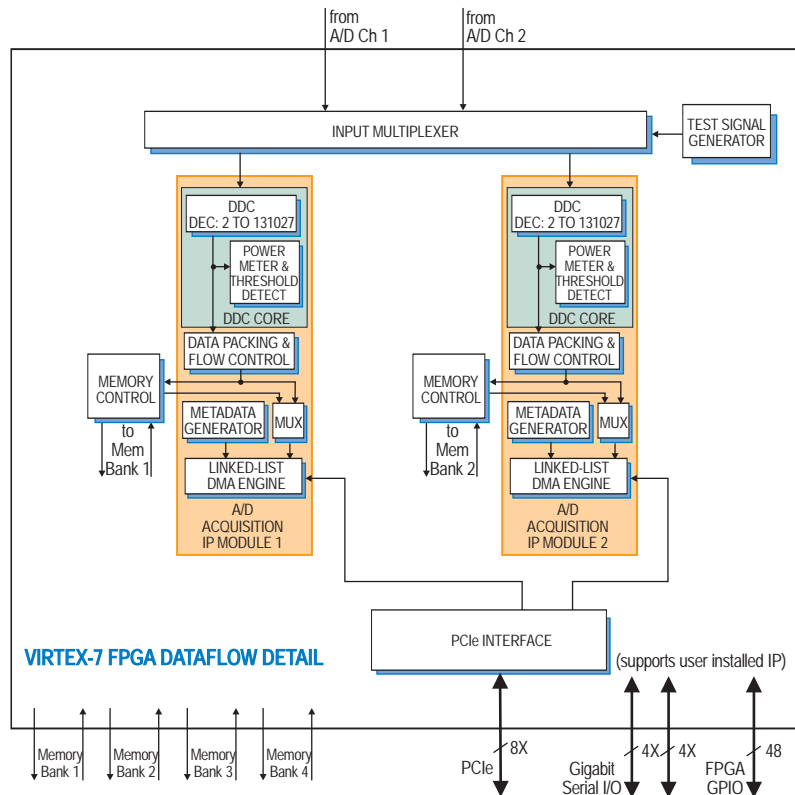 from
A/D Ch 1
from
A/D Ch 2
INPUT MULTIPLEXER
TEST SIGNAL
GENERATOR
DDC
DEC: 2 TO 131027
POWER
METER &
THRESHOLD
DETECT
DDC CORE
DATA PACKING &
FLOW CONTROL
MEMORY
CONTROL
to
Mem
Bank 1
METADATA
GENERATOR
MUX
LINKED-LIST
DMA ENGINE
A/D
ACQUISITION
IP MODULE 1
DDC
DEC: 2 TO 131027
POWER
METER &
THRESHOLD
DETECT
DDC CORE
DATA PACKING &
FLOW CONTROL
MEMORY
CONTROL
to
Mem
Bank 2
METADATA
GENERATOR
MUX
LINKED-LIST
DMA ENGINE
A/D
ACQUISITION
IP MODULE 2
PCIe INTERFACE
VIRTEX-7 FPGA DATAFLOW DETAIL
(supports user installed IP)
Memory
Bank 1
Memory
Bank 2
Memory
Bank 3
Memory
Bank 4
8X
PCIe
4X
4X
Gigabit
Serial I/O
48
FPGA
GPIO